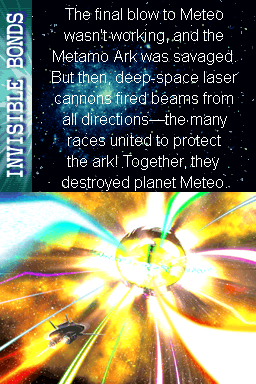 INVISIBLE BONDS
The final blow to Meteo
wasn't working, and the
Metamo Ark was savaged.
But then, deep-space laser
cannons fired beams from
all directions—the many
races united to protect
the ark! Together, they
destroyed planet Meteo.